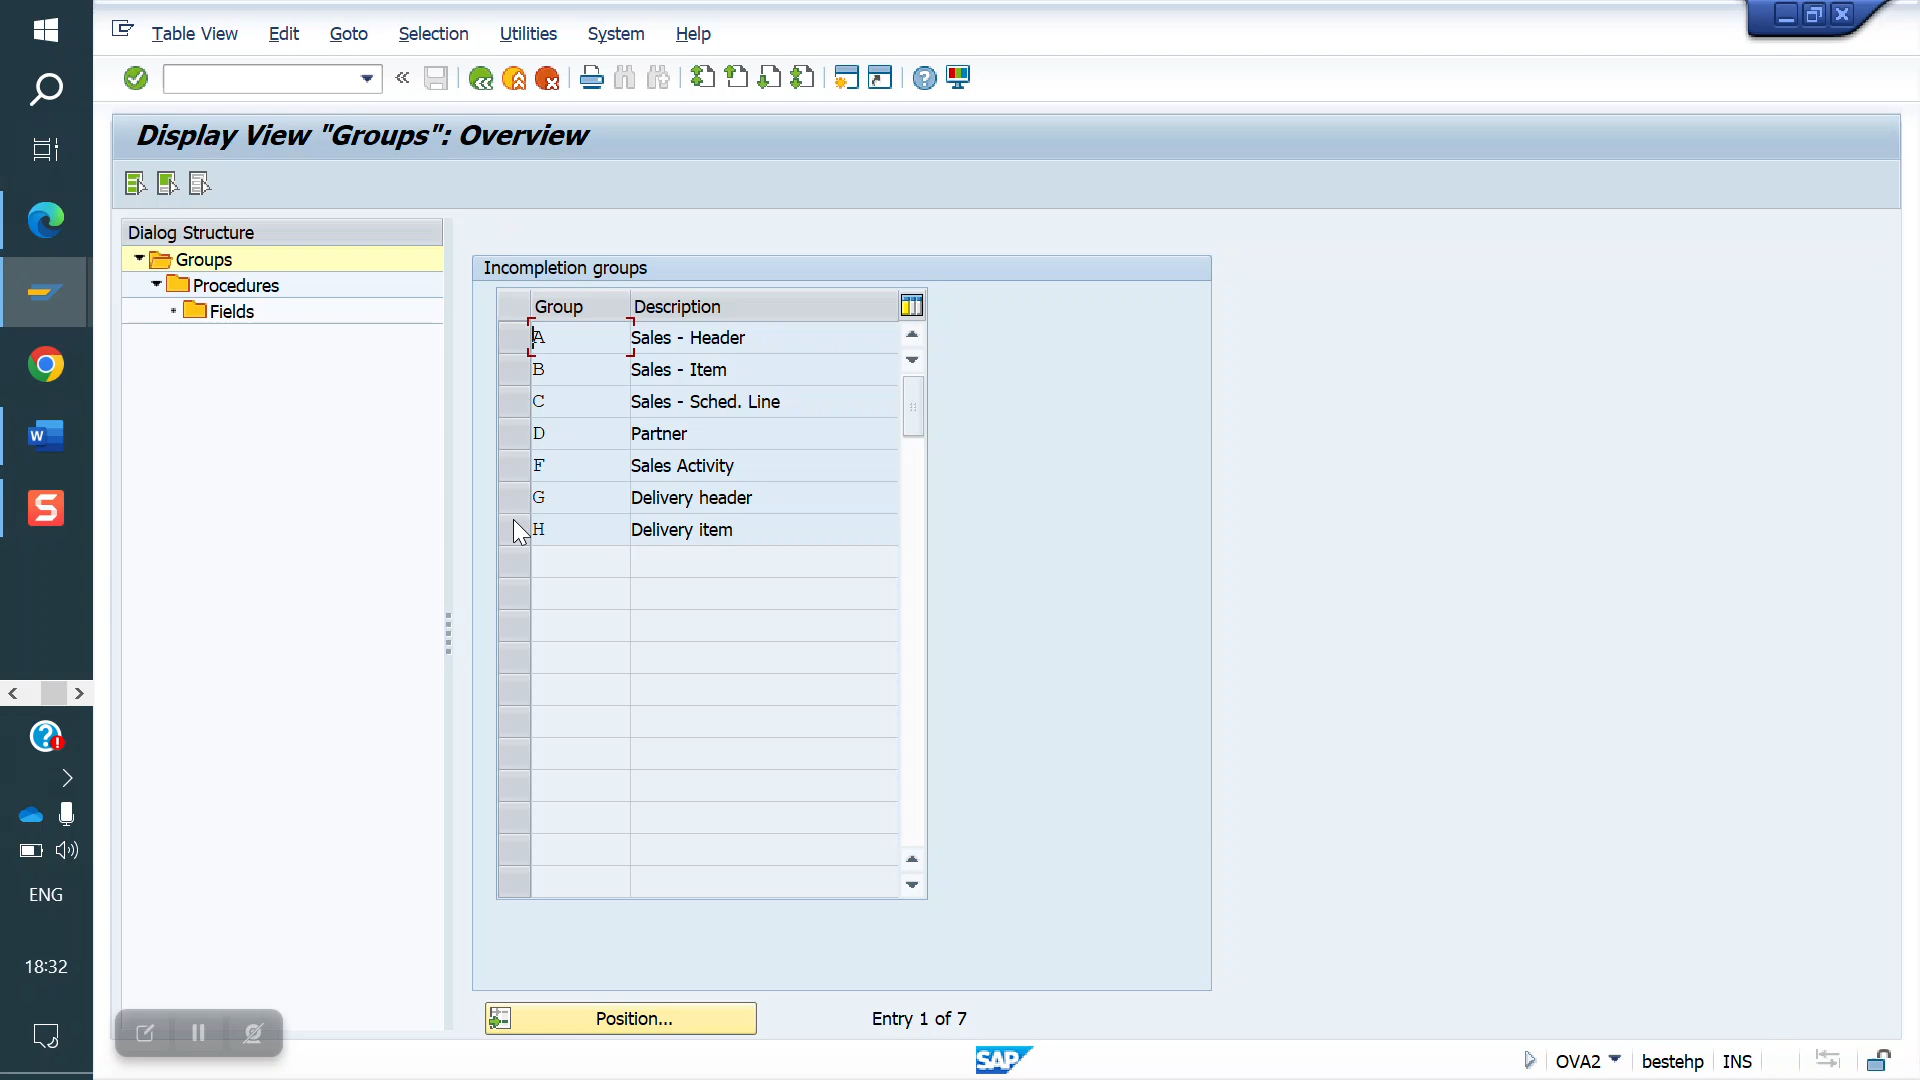 Table View Edit Goto Selection Utilities System Help
Display View "Groups": Overview
Dialog Structure
Groups
Procedures
Fields
Incompletion groups
Group Description
A Sales - Header
B Sales - Item
C Sales - Sched. Line
D Partner
F Sales Activity
G Delivery header
H Delivery item
Position... Entry 1 of 7
SAP OVA2 bestehp INS
W
S
ENG
18:32